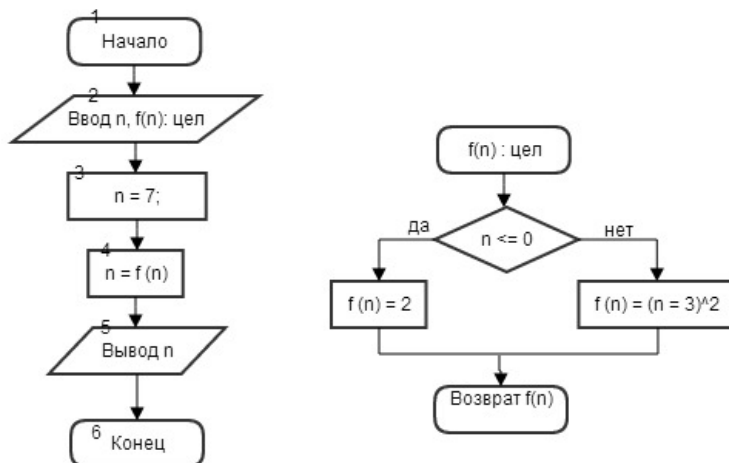 1
Начало
2
Ввод n, f(n): цел
3
n = 7;
4
n = f (n)
5
Вывод n
6
Конец
f(n) : цел
да
n <= 0
нет
f (n) = 2
f (n) = (n = 3)^2
Возврат f(n)